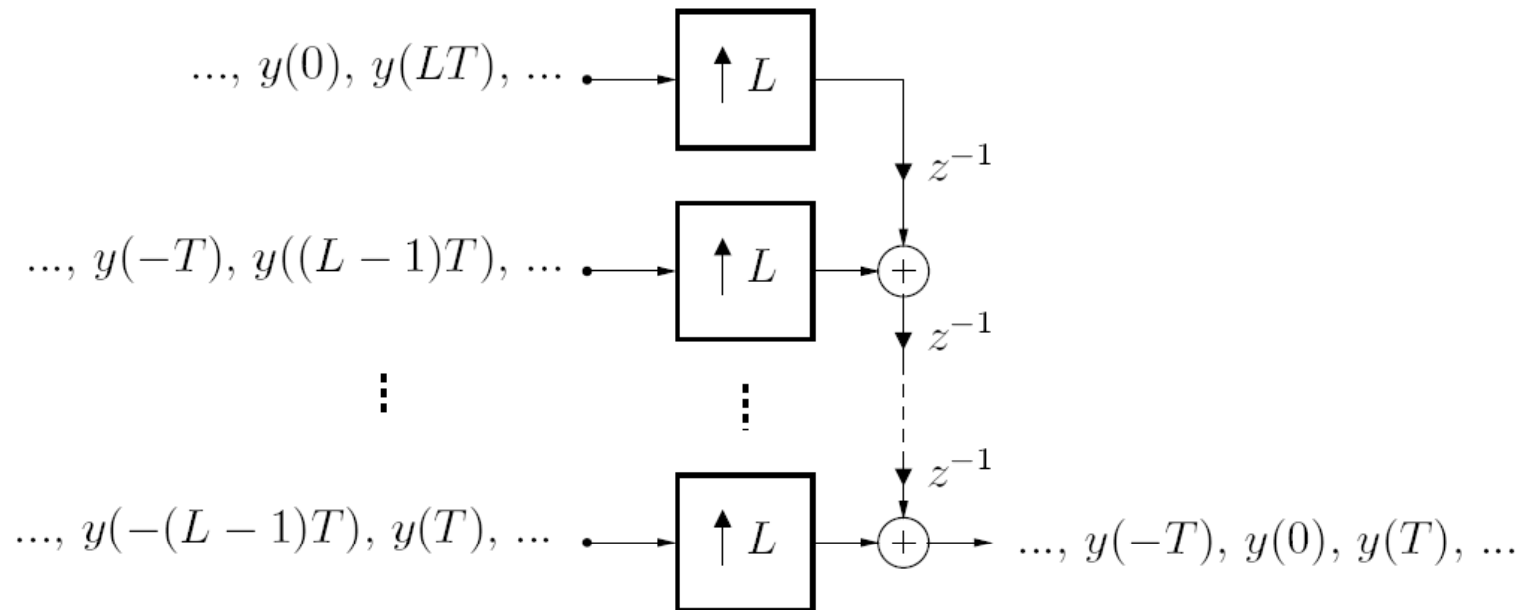 ..., y(0), y(LT), ...
↑ L
z⁻¹
..., y(−T), y((L − 1)T), ...
↑ L
+
z⁻¹
z⁻¹
..., y(−(L − 1)T), y(T), ...
↑ L
+
..., y(−T), y(0), y(T), ...